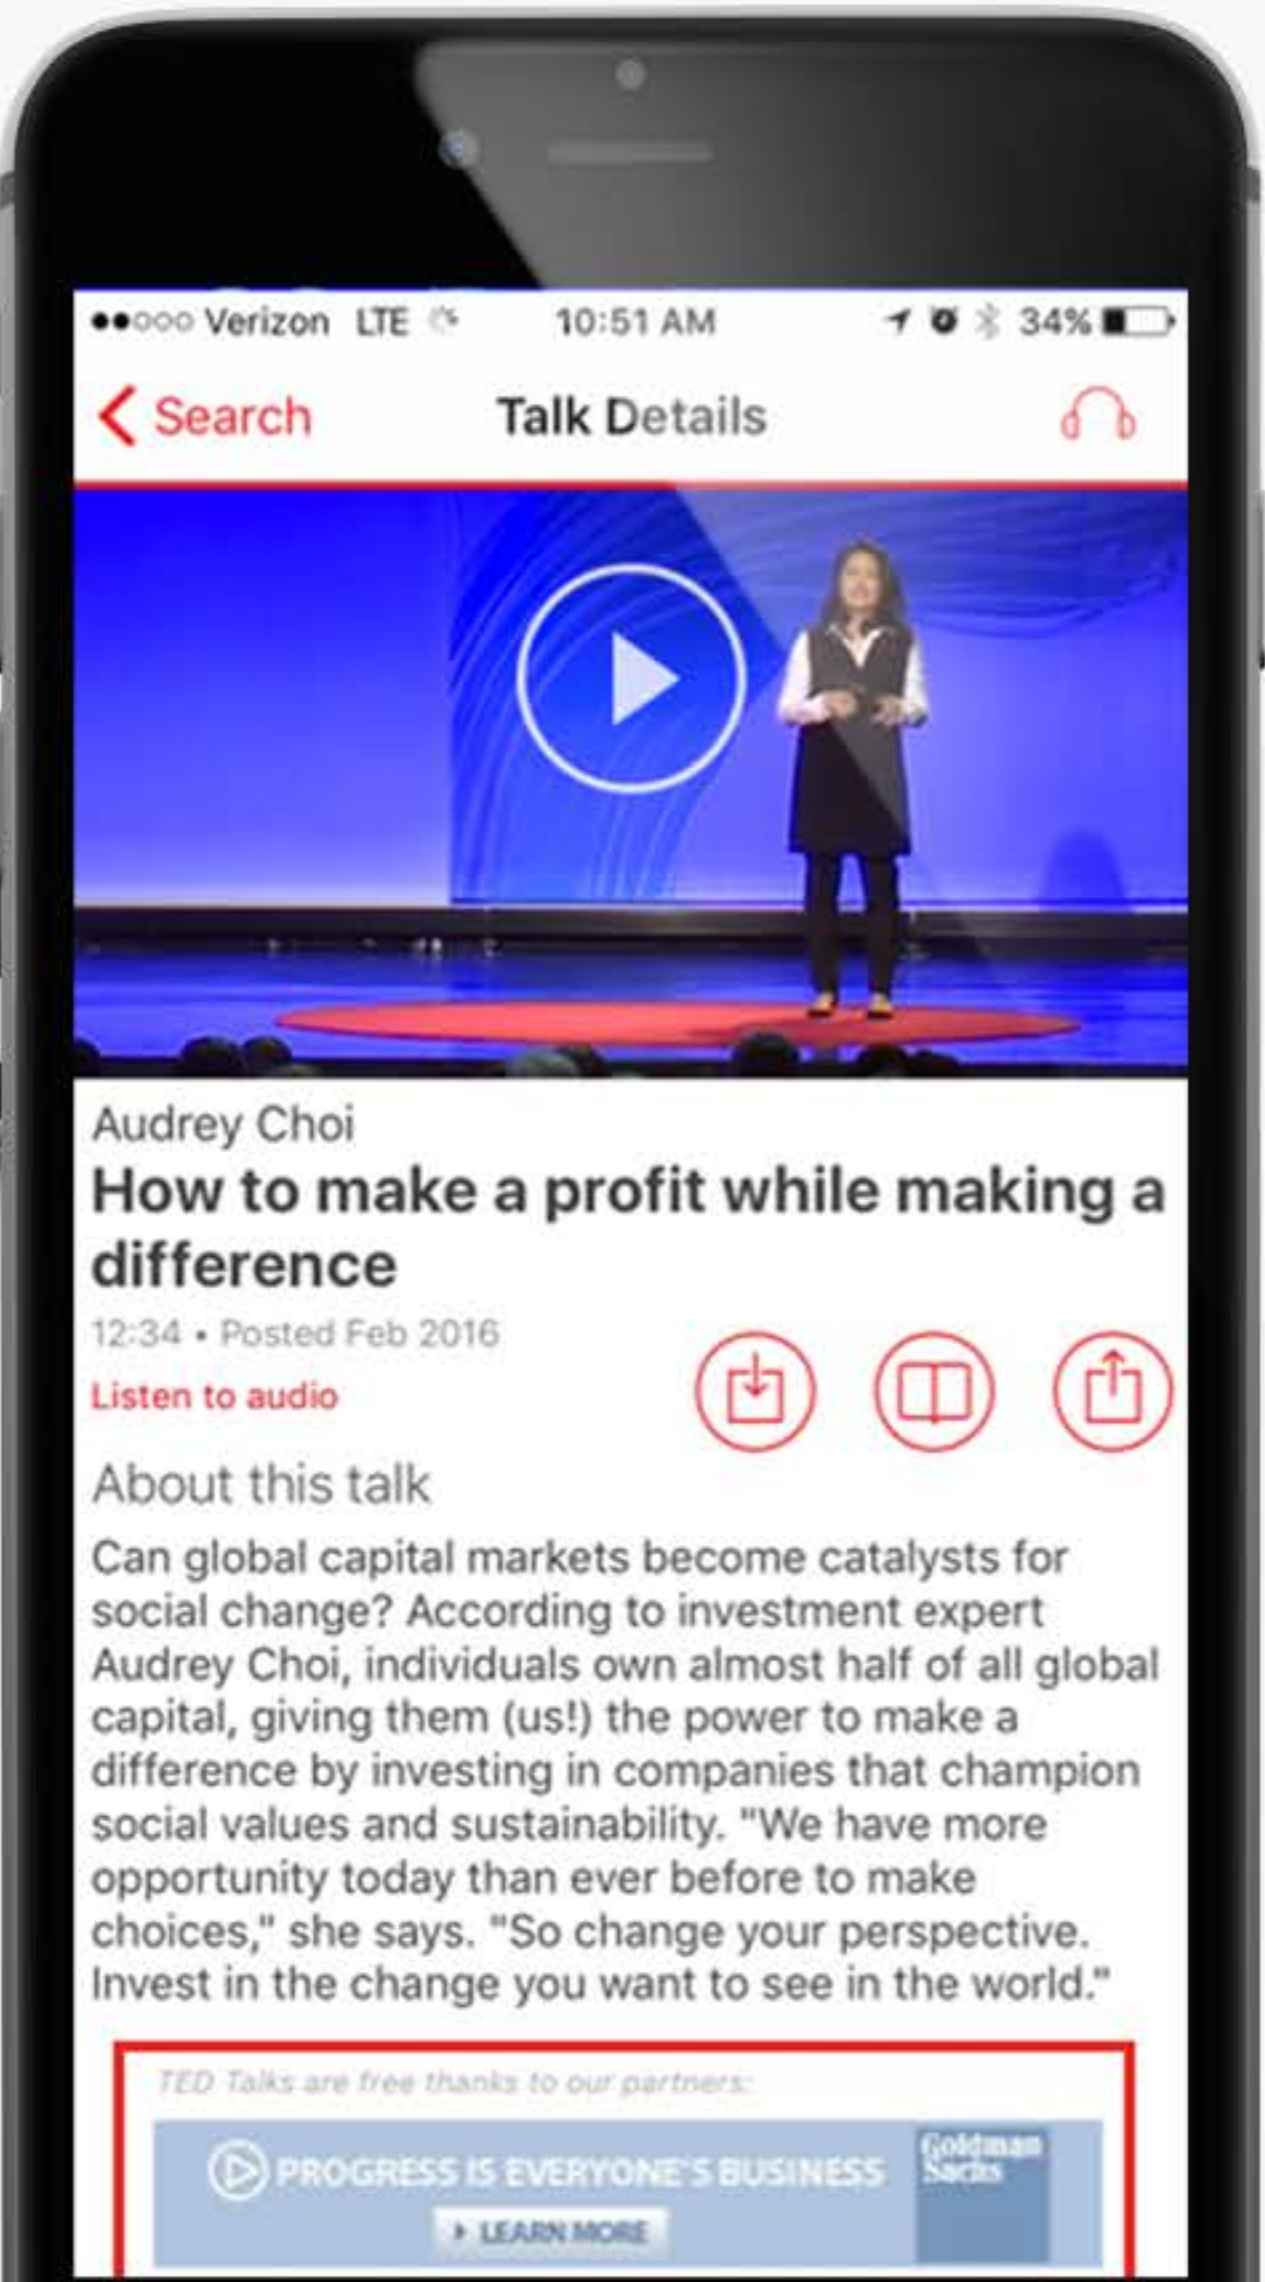 Verizon LTE 10:51 AM 34%
Search Talk Details
Audrey Choi
How to make a profit while making a
difference
12:34 • Posted Feb 2016
Listen to audio
About this talk
Can global capital markets become catalysts for
social change? According to investment expert
Audrey Choi, individuals own almost half of all global
capital, giving them (us!) the power to make a
difference by investing in companies that champion
social values and sustainability. "We have more
opportunity today than ever before to make
choices," she says. "So change your perspective.
Invest in the change you want to see in the world."
TED Talks are free thanks to our partners:
PROGRESS IS EVERYONE'S BUSINESS
Goldman
Sachs
LEARN MORE